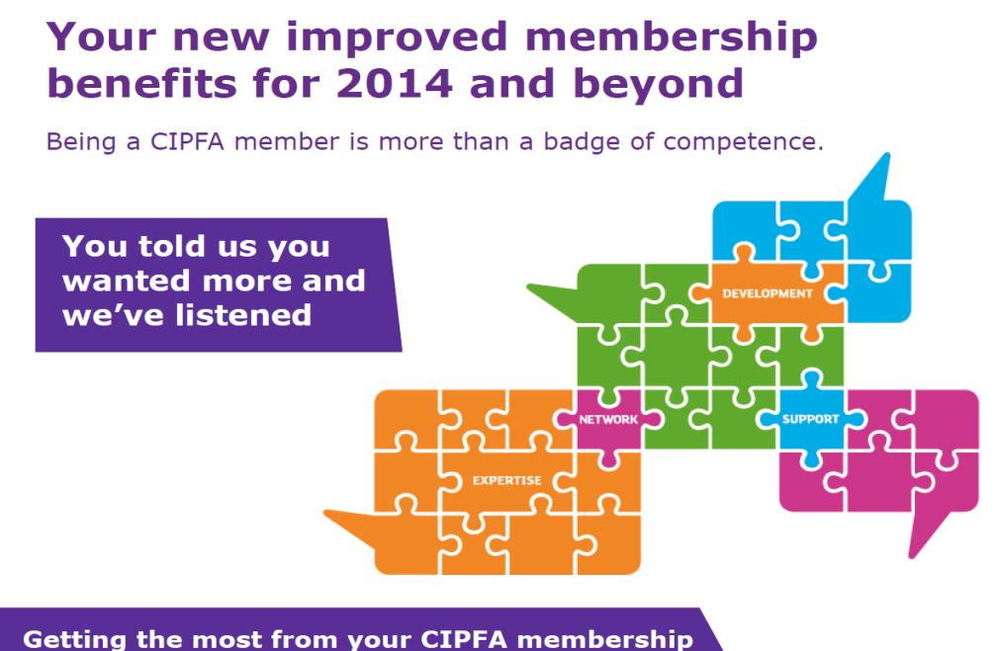 Your new improved membership
benefits for 2014 and beyond
Being a CIPFA member is more than a badge of competence.
You told us you
wanted more and
we’ve listened
DEVELOPMENT
NETWORK
SUPPORT
EXPERTISE
Getting the most from your CIPFA membership